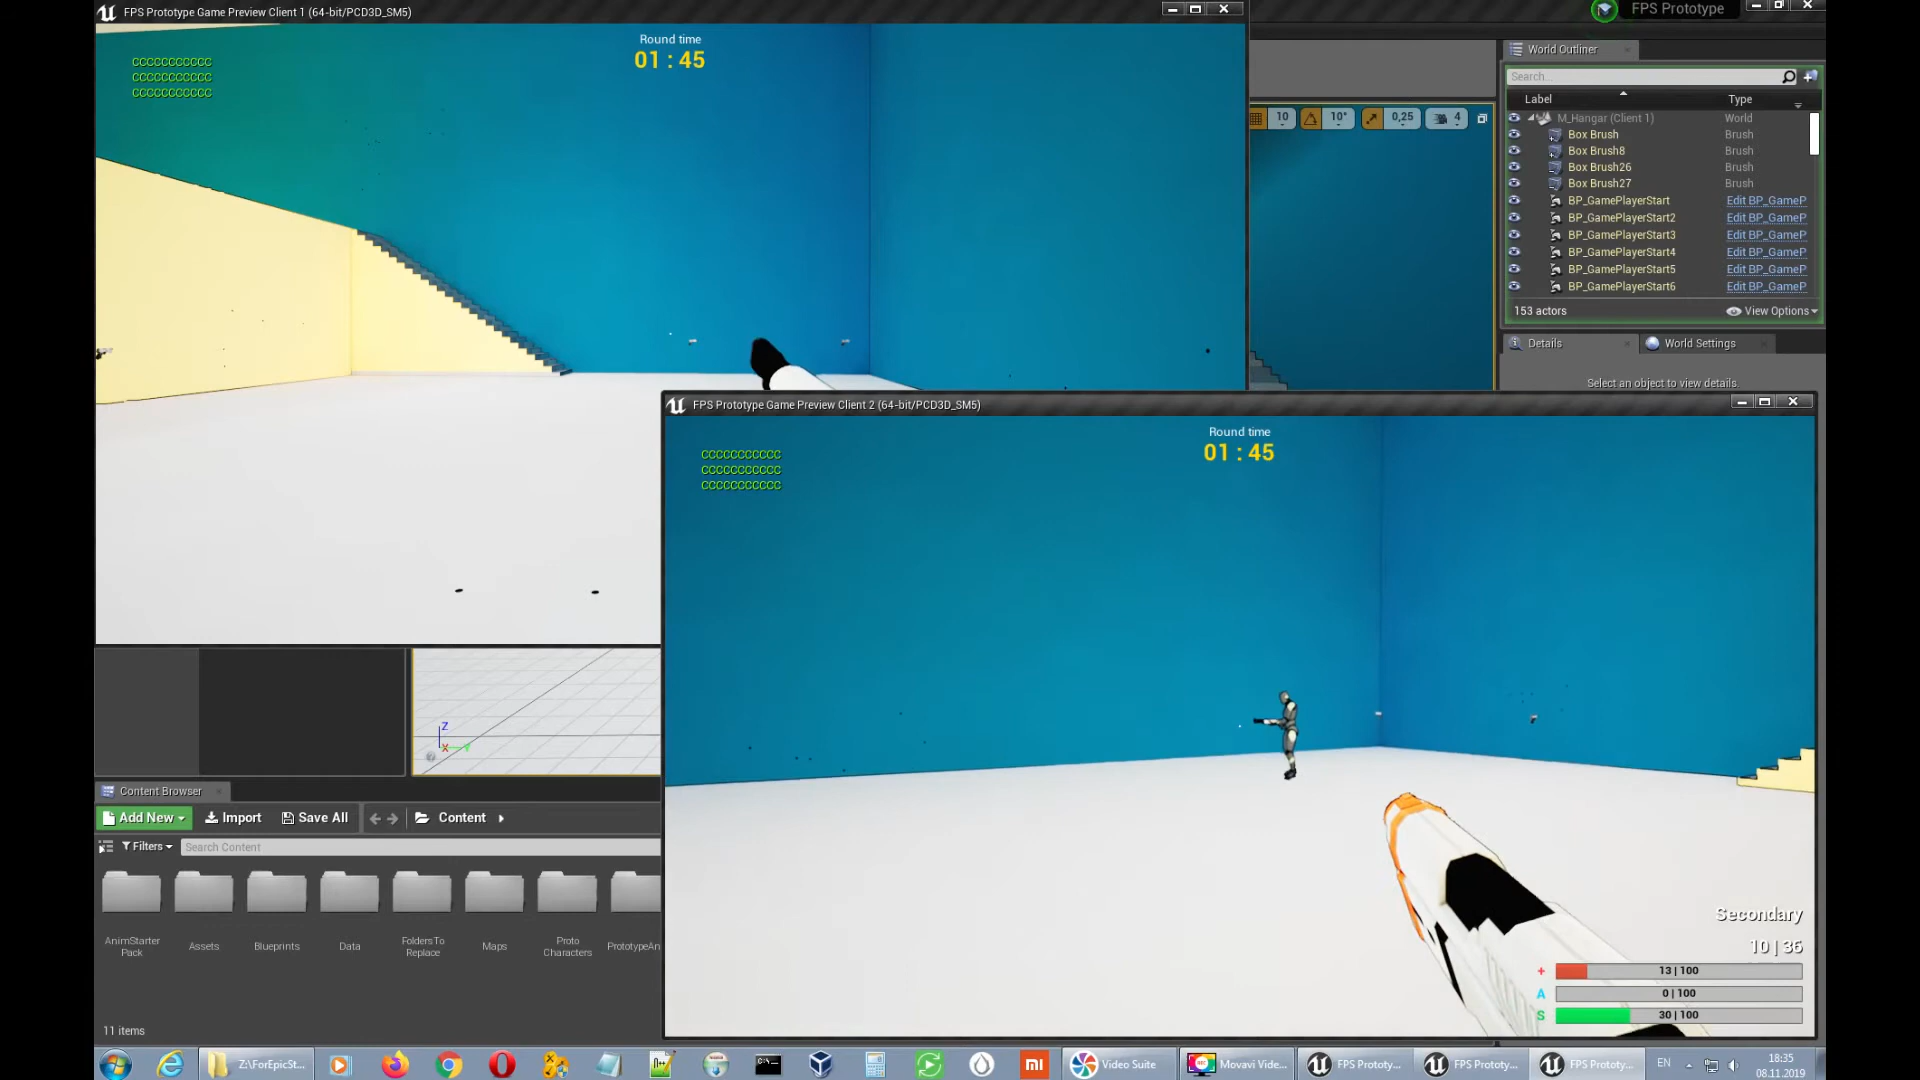 FPS Prototype Game Preview Client 1 (64-bit/PCD3D_SM5)
FPS Prototype
Round time
01 : 45
CCCCCCCCCCC
CCCCCCCCCCC
CCCCCCCCCCC
10
10°
0,25
4
World Outliner
Search...
Label
Type
M_Hangar (Client 1)
World
Box Brush
Brush
Box Brush8
Brush
Box Brush26
Brush
Box Brush27
Brush
BP_GamePlayerStart
Edit BP_GameP
BP_GamePlayerStart2
Edit BP_GameP
BP_GamePlayerStart3
Edit BP_GameP
BP_GamePlayerStart4
Edit BP_GameP
BP_GamePlayerStart5
Edit BP_GameP
BP_GamePlayerStart6
Edit BP_GameP
153 actors
View Options
Details
World Settings
Select an object to view details.
FPS Prototype Game Preview Client 2 (64-bit/PCD3D_SM5)
Round time
01 : 45
CCCCCCCCCCC
CCCCCCCCCCC
CCCCCCCCCCC
Secondary
10 | 36
+
13 | 100
A
0 | 100
S
30 | 100
Z
X
Y
Content Browser
Add New
Import
Save All
Content
Filters
Search Content
AnimStarter
Pack
Assets
Blueprints
Data
FoldersTo
Replace
Maps
Proto
Characters
PrototypeAn
11 items
Z:\ForEpicSt...
Video Suite
Movavi Vide...
FPS Prototy...
FPS Prototy...
FPS Prototy...
EN
18:35
08.11.2019